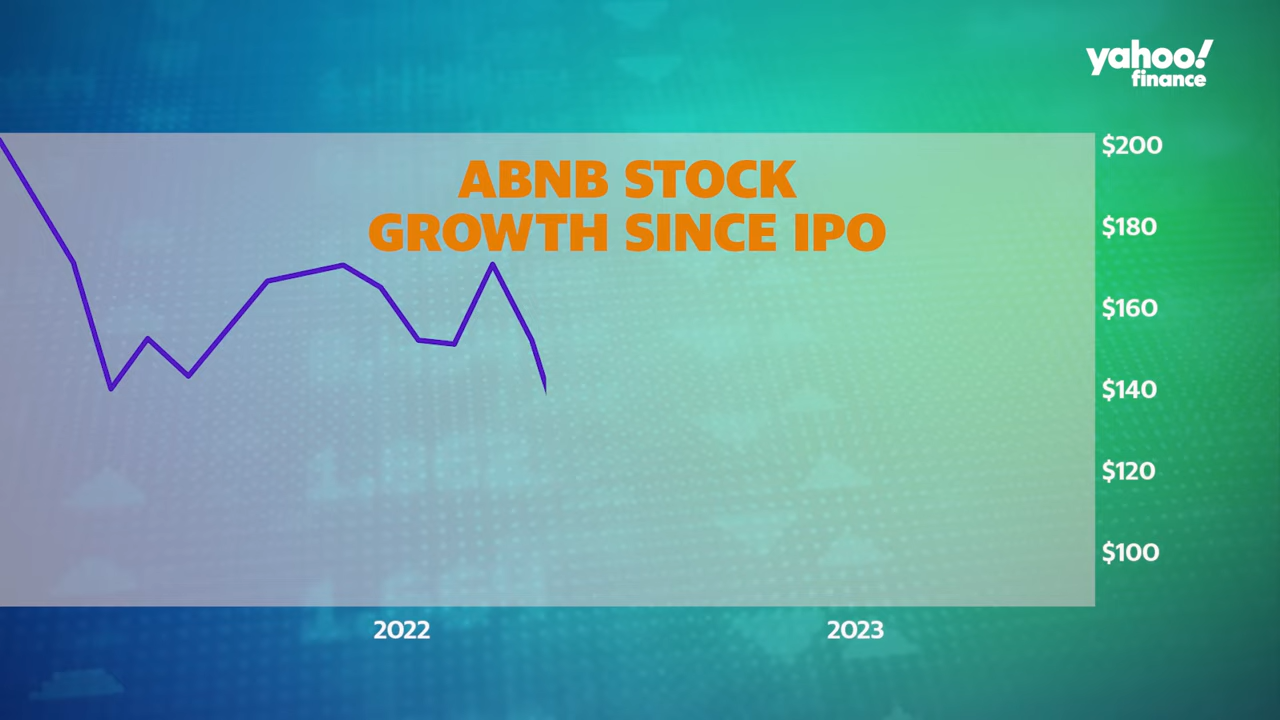 yahoo!
finance
ABNB STOCK
GROWTH SINCE IPO
$200
$180
$160
$140
$120
$100
2022
2023